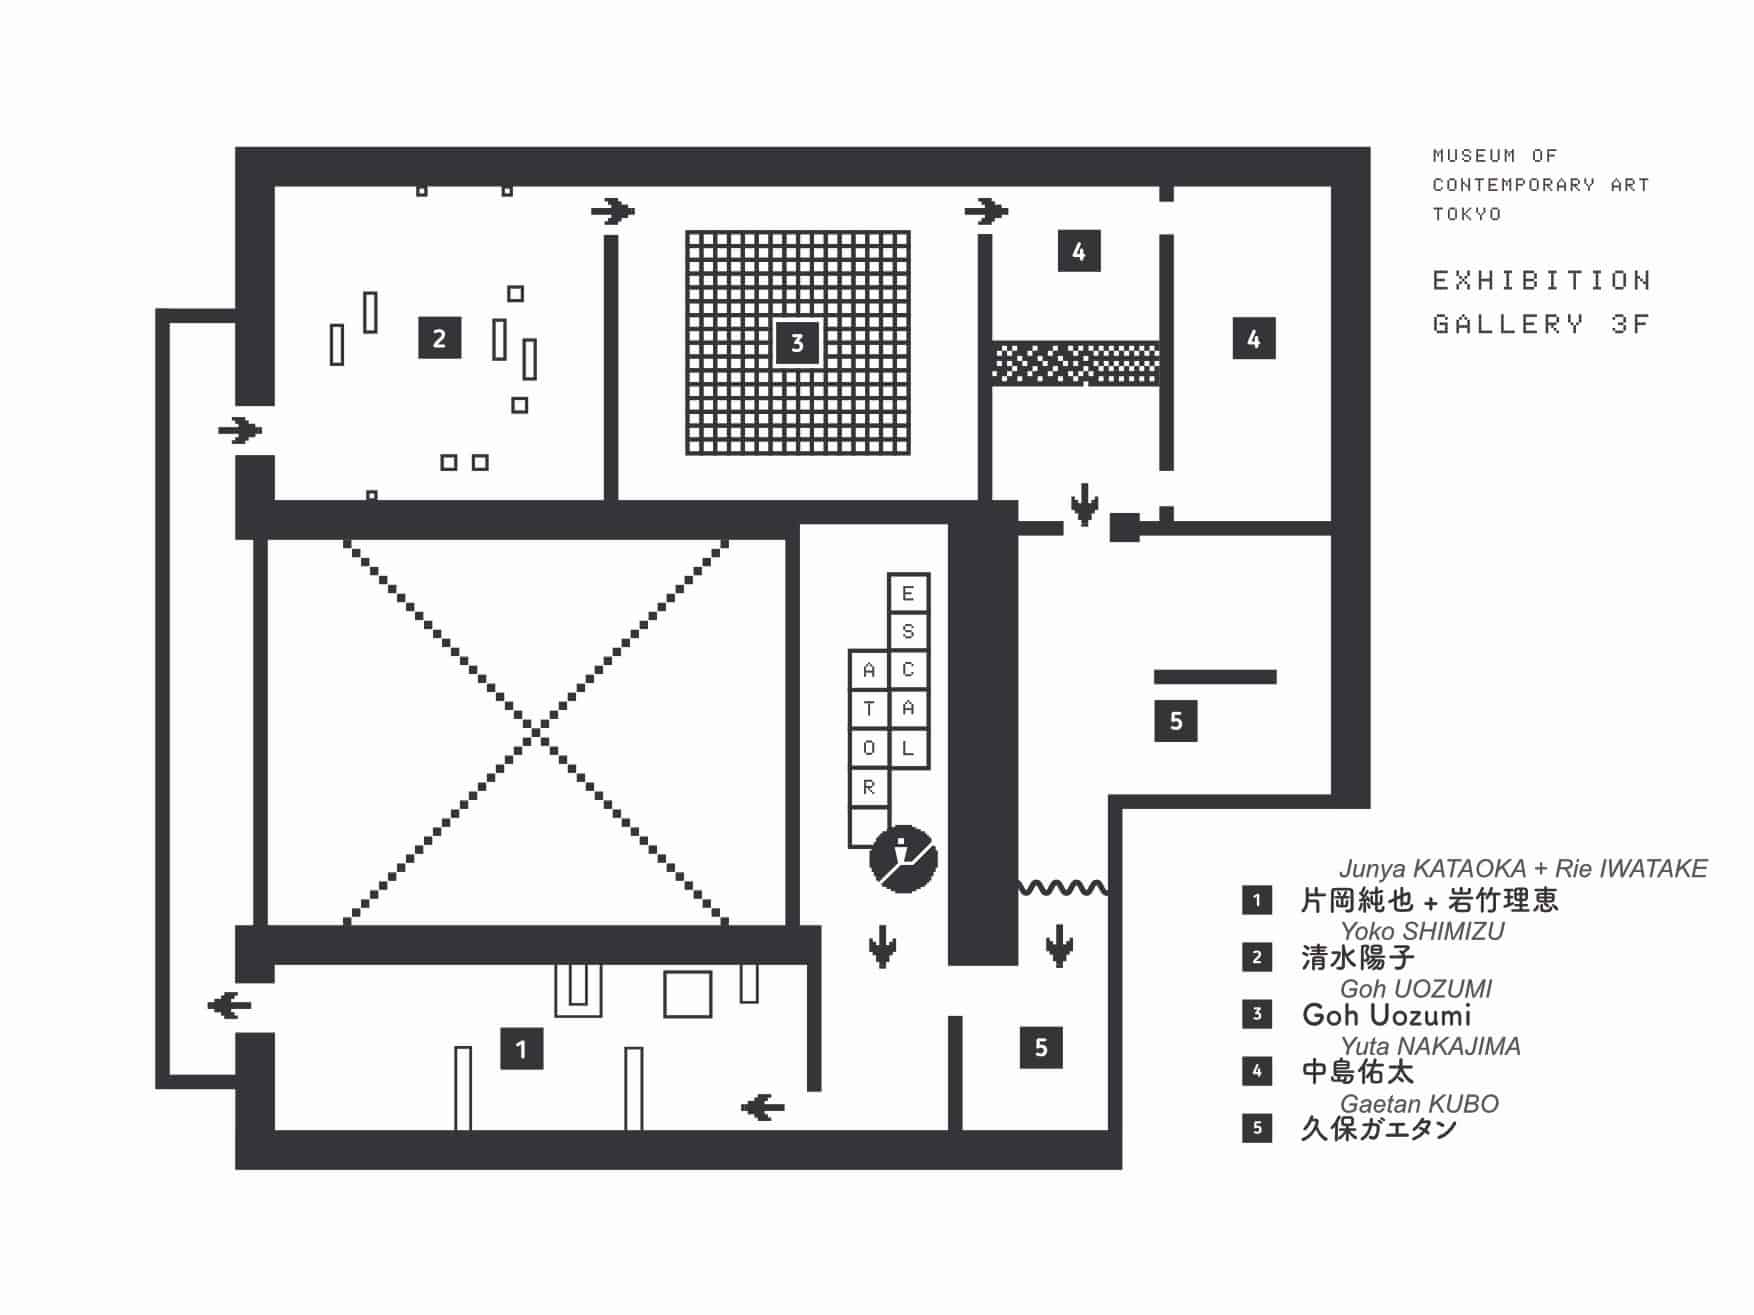 MUSEUM OF
CONTEMPORARY ART
TOKYO
EXHIBITION
GALLERY 3F
2
3
4
4
ESCAL
ATOR
5
1
5
Junya KATAOKA + Rie IWATAKE
1 片岡純也 + 岩竹理恵
Yoko SHIMIZU
2 清水陽子
Goh UOZUMI
3 Goh Uozumi
Yuta NAKAJIMA
4 中島佑太
Gaetan KUBO
5 久保ガエタン